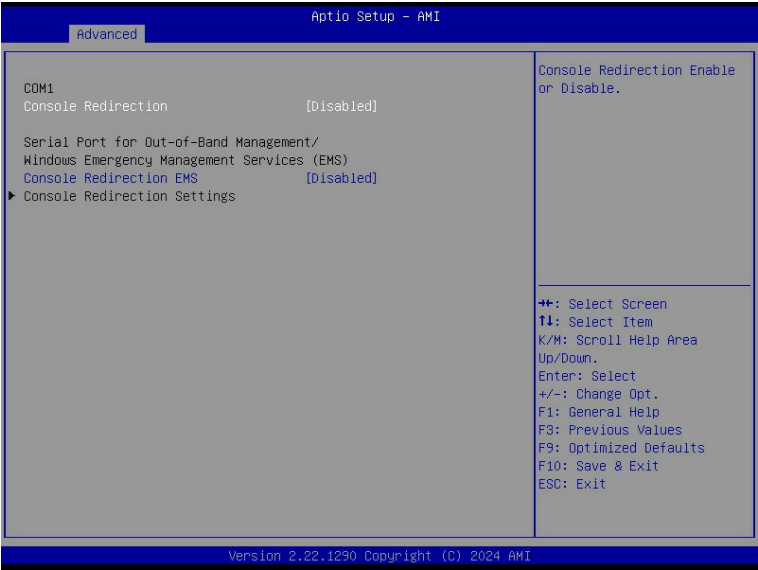 Aptio Setup – AMI
Advanced
COM1
Console Redirection [Disabled]
Serial Port for Out-of-Band Management/
Windows Emergency Management Services (EMS)
Console Redirection EMS [Disabled]
▶ Console Redirection Settings
Console Redirection Enable
or Disable.
→←: Select Screen
↑↓: Select Item
K/M: Scroll Help Area
Up/Down.
Enter: Select
+/-: Change Opt.
F1: General Help
F3: Previous Values
F9: Optimized Defaults
F10: Save & Exit
ESC: Exit
Version 2.22.1290 Copyright (C) 2024 AMI